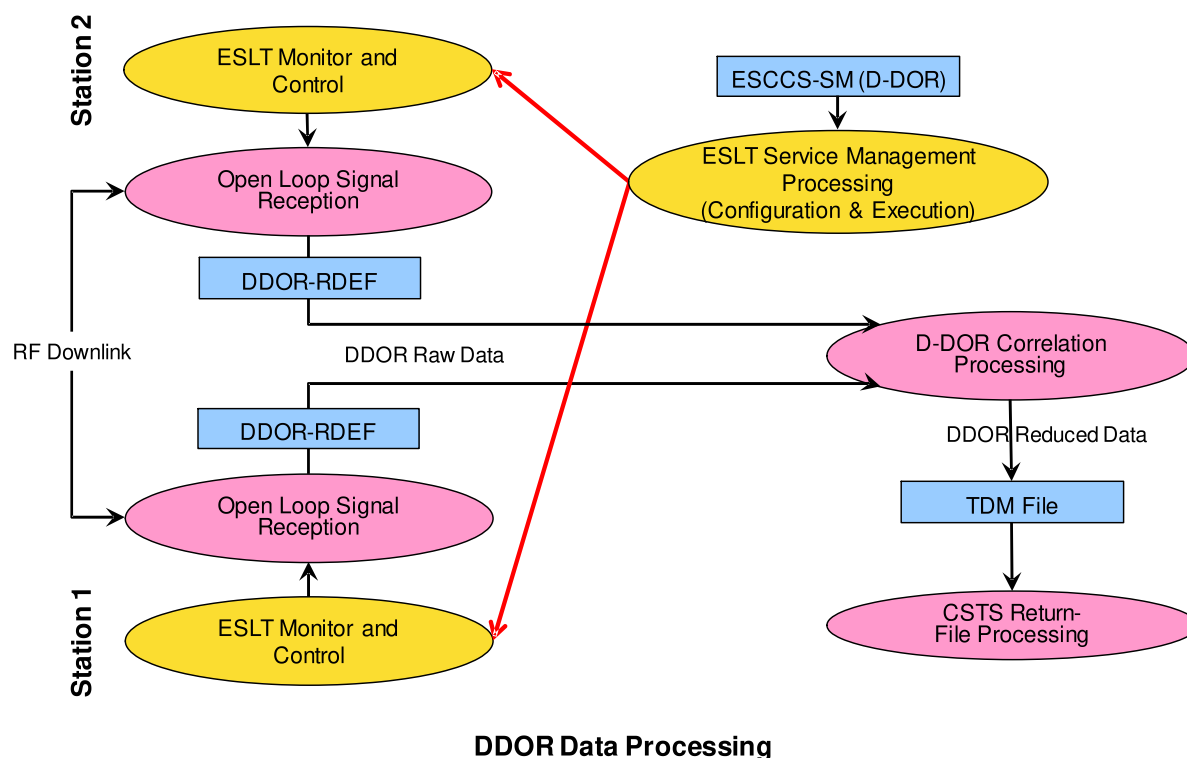 Station 2
ESLT Monitor and
Control
ESCCS-SM (D-DOR)
ESLT Service Management
Processing
(Configuration & Execution)
Open Loop Signal
Reception
DDOR-RDEF
RF Downlink
DDOR Raw Data
D-DOR Correlation
Processing
DDOR-RDEF
DDOR Reduced Data
Open Loop Signal
Reception
TDM File
Station 1
ESLT Monitor and
Control
CSTS Return-
File Processing
DDOR Data Processing